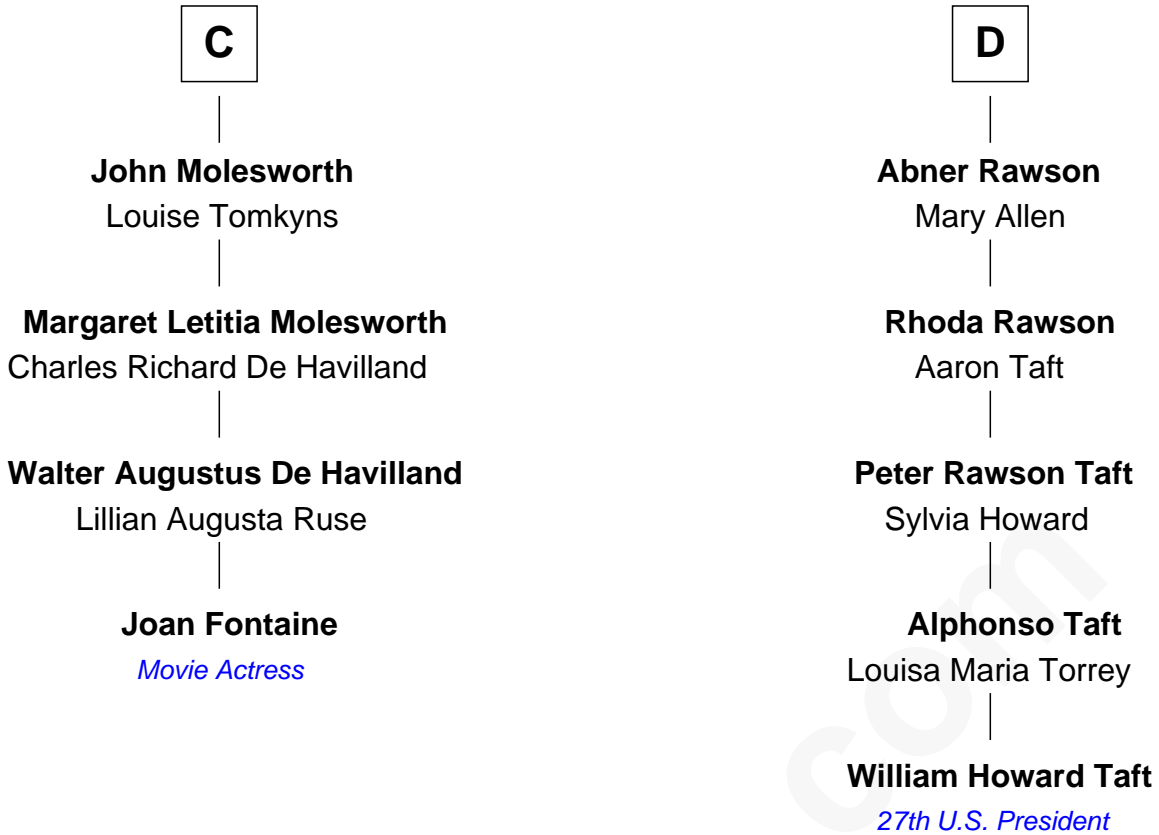 C
John Molesworth
Louise Tomkyns
Margaret Letitia Molesworth
Charles Richard De Havilland
Walter Augustus De Havilland
Lillian Augusta Ruse
Joan Fontaine
Movie Actress
D
Abner Rawson
Mary Allen
Rhoda Rawson
Aaron Taft
Peter Rawson Taft
Sylvia Howard
Alphonso Taft
Louisa Maria Torrey
William Howard Taft
27th U.S. President
com